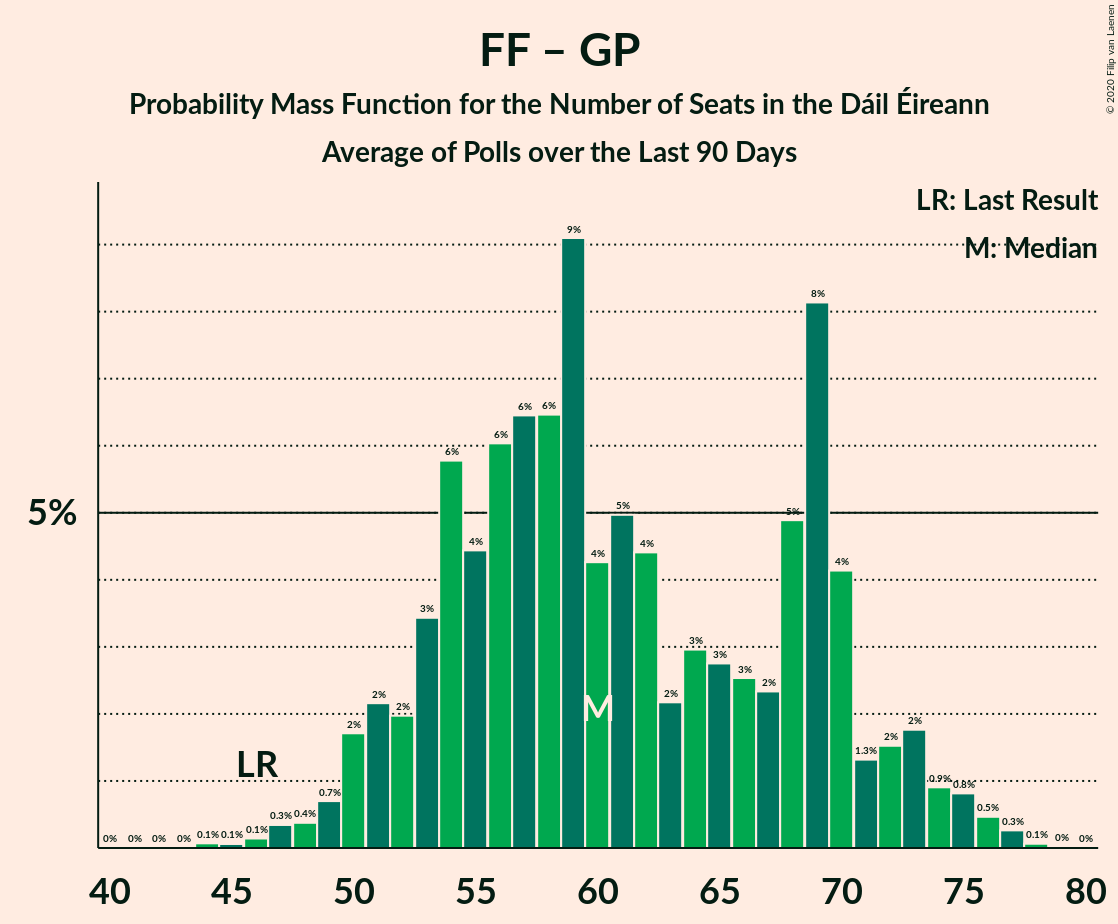 FF – GP
Probability Mass Function for the Number of Seats in the Dáil Éireann
Average of Polls over the Last 90 Days
© 2020 Filip van Laenen
LR: Last Result
M: Median
5%
0% 0% 0% 0% 0.1% 0.1% 0.1% 0.3% 0.4% 0.7% 2% 2% 2% 3% 6% 4% 6% 6% 6% 9% 4% 5% 4% 2% 3% 3% 3% 2% 5% 8% 4% 1.3% 2% 2% 0.9% 0.8% 0.5% 0.3% 0.1% 0% 0%
LR
M
40 45 50 55 60 65 70 75 80